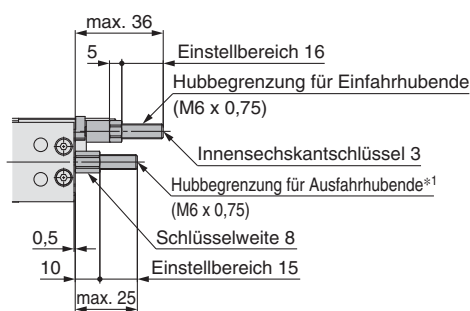 max. 36
5
Einstellbereich 16
Hubbegrenzung für Einfahrhubende
(M6 x 0,75)
Innensechskantschlüssel 3
Hubbegrenzung für Ausfahrhubende*1
(M6 x 0,75)
0,5
Schlüsselweite 8
10
Einstellbereich 15
max. 25